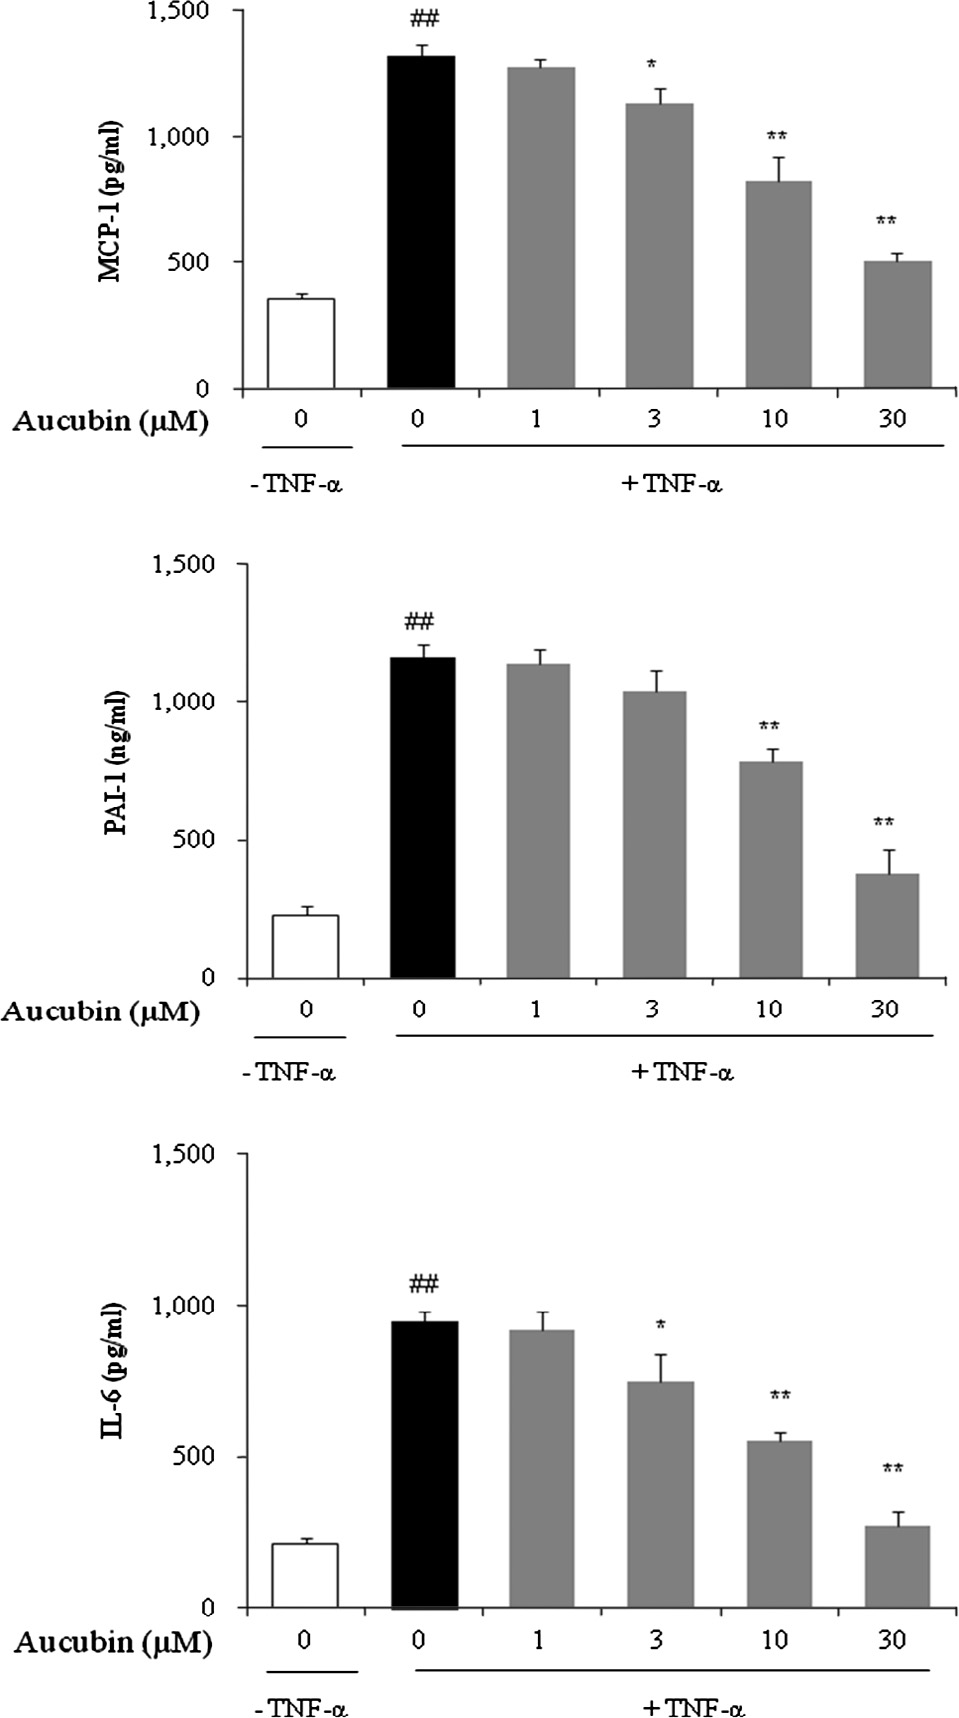 1,500
##
*
1,000
**
MCP-1 (pg/ml)
**
500
0
Aucubin (μM) 0 0 1 3 10 30
- TNF-α + TNF-α
1,500
##
1,000
**
PAI-1 (ng/ml)
**
500
0
Aucubin (μM) 0 0 1 3 10 30
- TNF-α + TNF-α
1,500
##
1,000
*
IL-6 (pg/ml)
**
500
**
0
Aucubin (μM) 0 0 1 3 10 30
- TNF-α + TNF-α